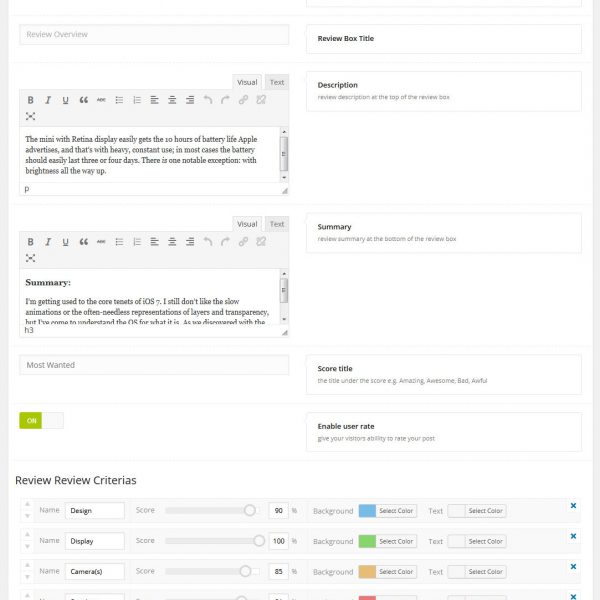 Review Overview
Review Box Title
Visual Text
Description
review description at the top of the review box
B I U ABC
The mini with Retina display easily gets the 10 hours of battery life Apple
advertises, and that's with heavy, constant use; in most cases the battery
should easily last three or four days. There is one notable exception: with
brightness all the way up.
p
Visual Text
Summary
review summary at the bottom of the review box
B I U ABC
Summary:
I'm getting used to the core tenets of iOS 7. I still don't like the slow
animations or the often-needless representations of layers and transparency,
but I've come to understand the OS for what it is. As we discovered with the
h3
Most Wanted
Score title
the title under the score e.g. Amazing, Awesome, Bad, Awful
ON
Enable user rate
give your visitors abillity to rate your post
Review Review Criterias
Name Design Score 90 % Background Select Color Text Select Color
Name Display Score 100 % Background Select Color Text Select Color
Name Camera(s) Score 85 % Background Select Color Text Select Color